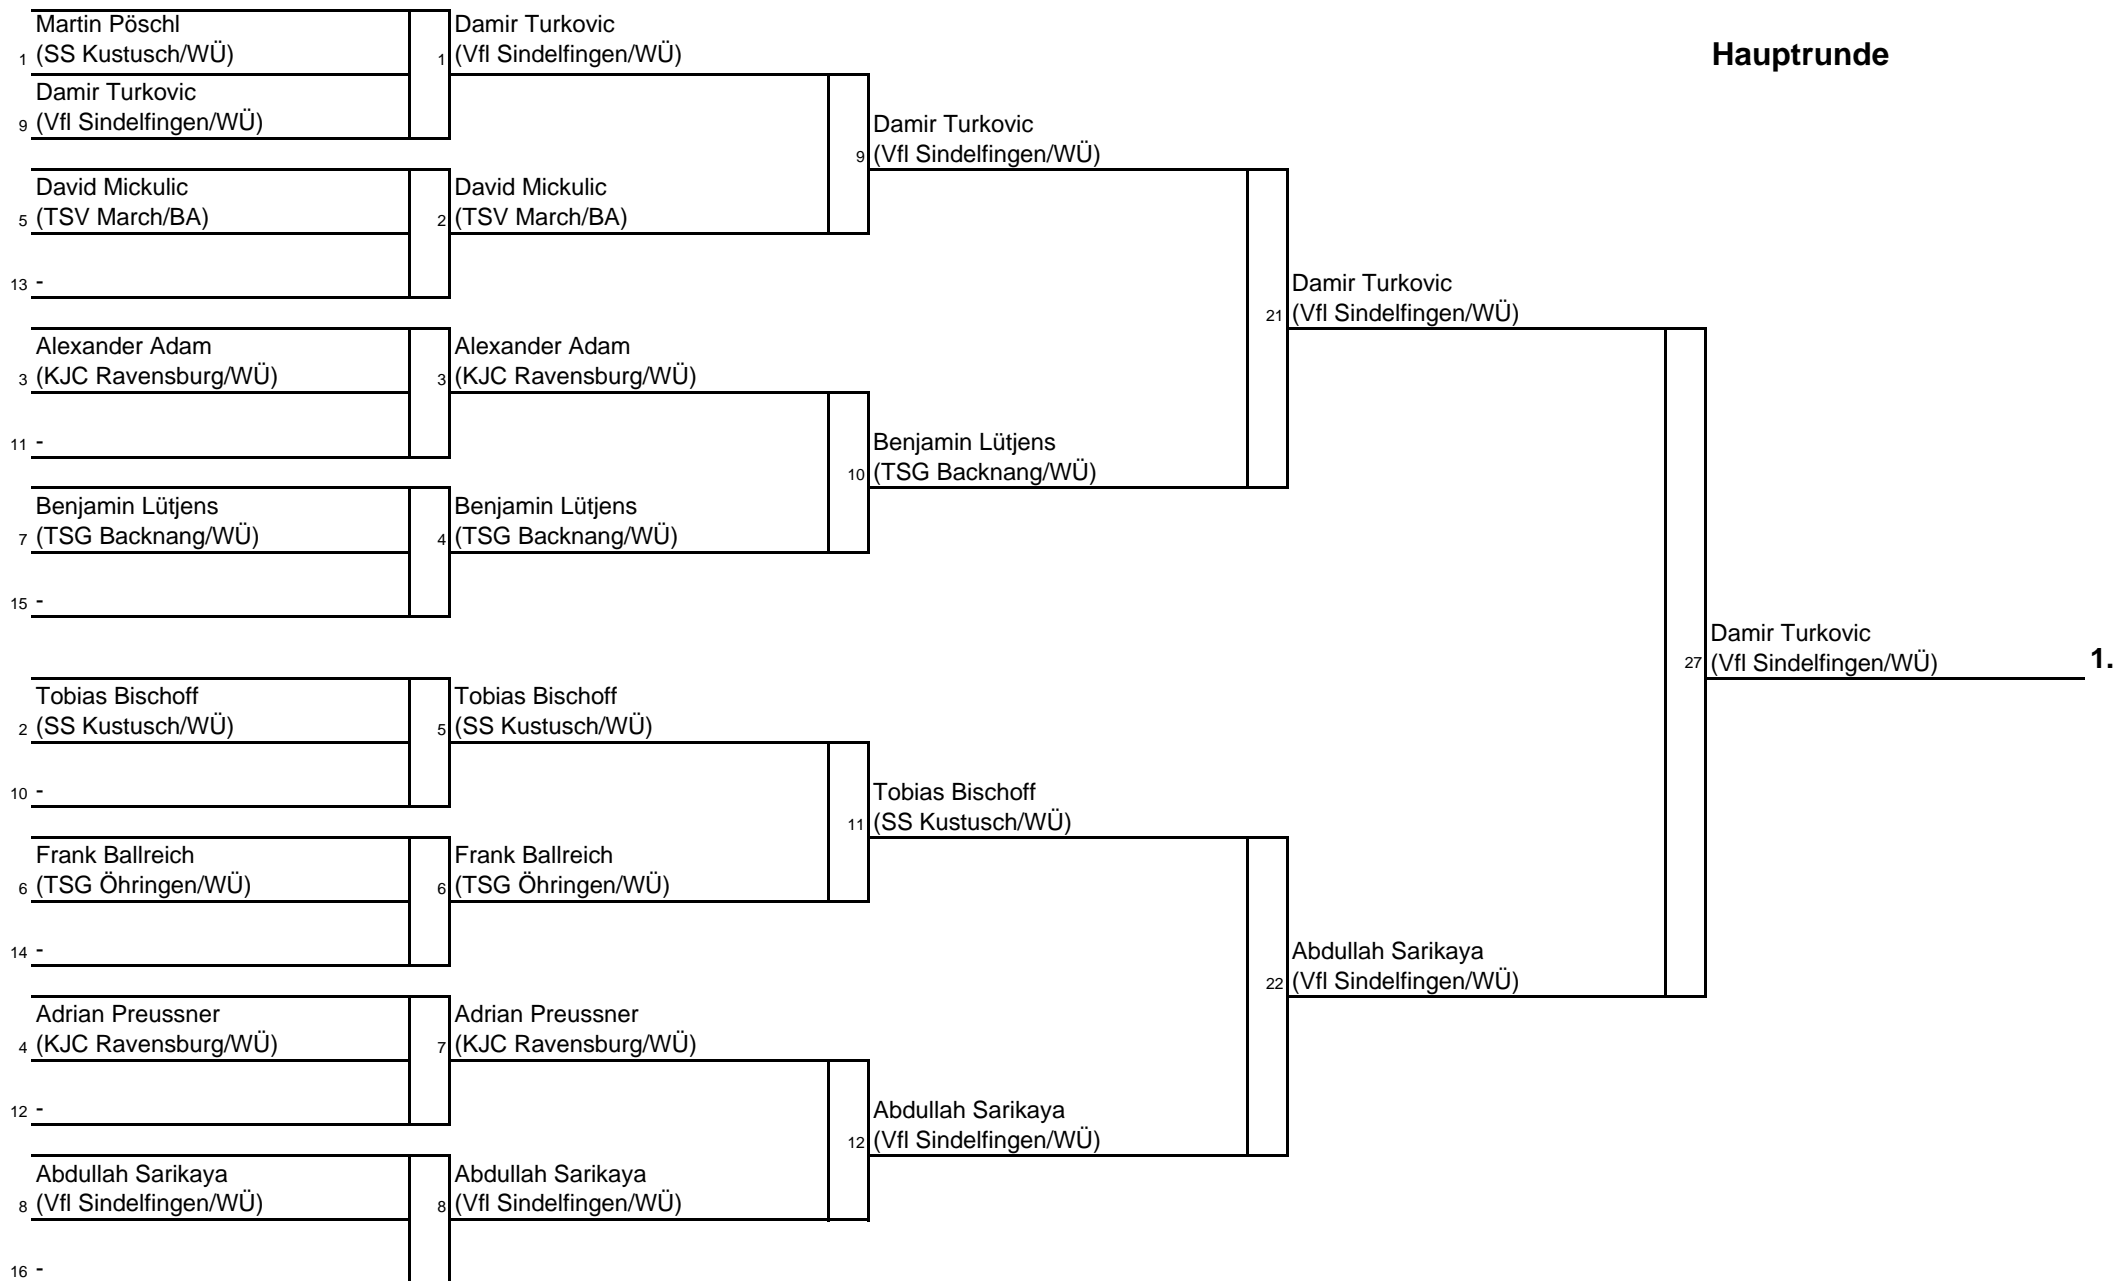 Hauptrunde
Martin Pöschl
1 (SS Kustusch/WÜ)
Damir Turkovic
9 (Vfl Sindelfingen/WÜ)
David Mickulic
5 (TSV March/BA)
13 -
Alexander Adam
3 (KJC Ravensburg/WÜ)
11 -
Benjamin Lütjens
7 (TSG Backnang/WÜ)
15 -
Tobias Bischoff
2 (SS Kustusch/WÜ)
10 -
Frank Ballreich
6 (TSG Öhringen/WÜ)
14 -
Adrian Preussner
4 (KJC Ravensburg/WÜ)
12 -
Abdullah Sarikaya
8 (Vfl Sindelfingen/WÜ)
16 -
Damir Turkovic
1 (Vfl Sindelfingen/WÜ)
David Mickulic
2 (TSV March/BA)
Alexander Adam
3 (KJC Ravensburg/WÜ)
Benjamin Lütjens
4 (TSG Backnang/WÜ)
Tobias Bischoff
5 (SS Kustusch/WÜ)
Frank Ballreich
6 (TSG Öhringen/WÜ)
Adrian Preussner
7 (KJC Ravensburg/WÜ)
Abdullah Sarikaya
8 (Vfl Sindelfingen/WÜ)
Damir Turkovic
9 (Vfl Sindelfingen/WÜ)
Benjamin Lütjens
10 (TSG Backnang/WÜ)
Tobias Bischoff
11 (SS Kustusch/WÜ)
Abdullah Sarikaya
12 (Vfl Sindelfingen/WÜ)
Damir Turkovic
21 (Vfl Sindelfingen/WÜ)
Abdullah Sarikaya
22 (Vfl Sindelfingen/WÜ)
Damir Turkovic
27 (Vfl Sindelfingen/WÜ) 1.